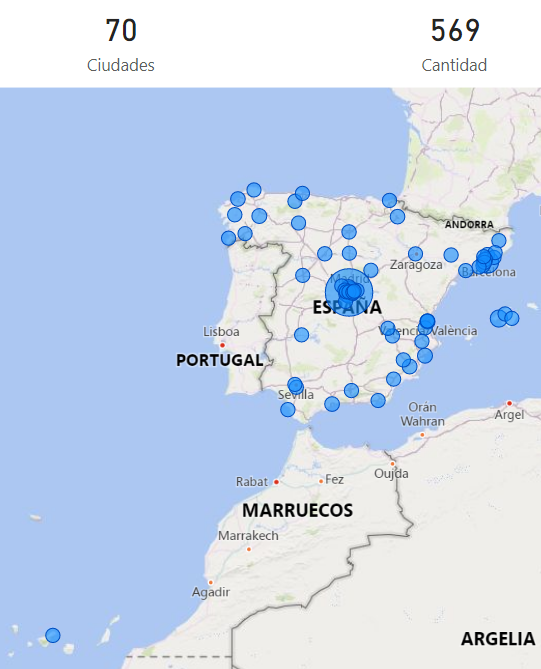 70
569
Ciudades
Cantidad
ANDORRA
Zaragoza
Barcelona
Madrid
ESPAÑA
Lisboa
Valencia/València
PORTUGAL
Sevilla
Orán
Wahran
Argel
Oujda
Rabat
Fez
MARRUECOS
Marrakech
Agadir
ARGELIA